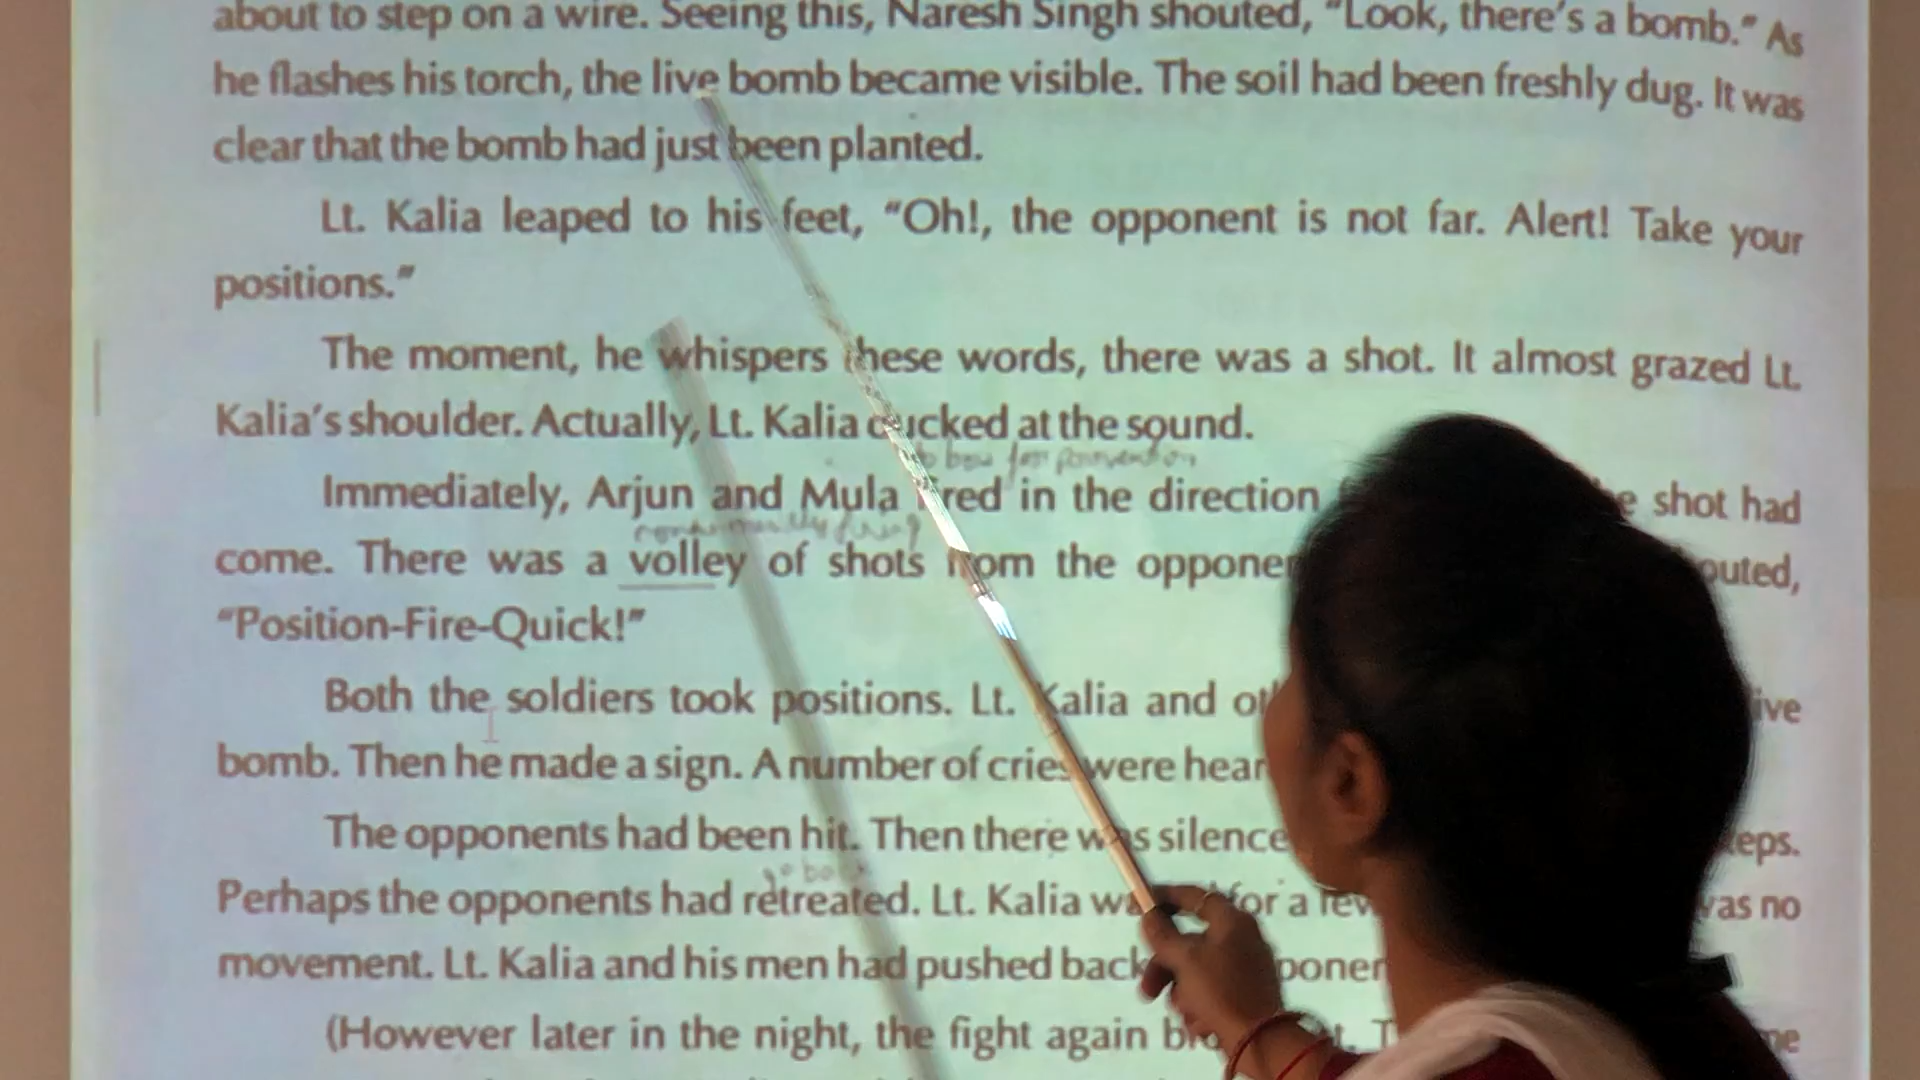 about to step on a wire. Seeing this, Naresh Singh shouted, "Look, there's a bomb." As
he flashes his torch, the live bomb became visible. The soil had been freshly dug. It was
clear that the bomb had just been planted.
Lt. Kalia leaped to his feet, "Oh!, the opponent is not far. Alert! Take your
positions."
The moment, he whispers these words, there was a shot. It almost grazed Lt.
Kalia's shoulder. Actually, Lt. Kalia ducked at the sound.
to bow for
Immediately, Arjun and Mula fired in the direction shot had
firing
come. There was a volley of shots from the
"Position-Fire-Quick!"
Both the soldiers took positions. Lt. Kalia and
bomb. Then he made a sign. A number of cries were
The opponents had been hit. Then there was silence
go back
Perhaps the opponents had retreated. Lt. Kalia for a was no
movement. Lt. Kalia and his men had pushed back
(However later in the night, the fight again